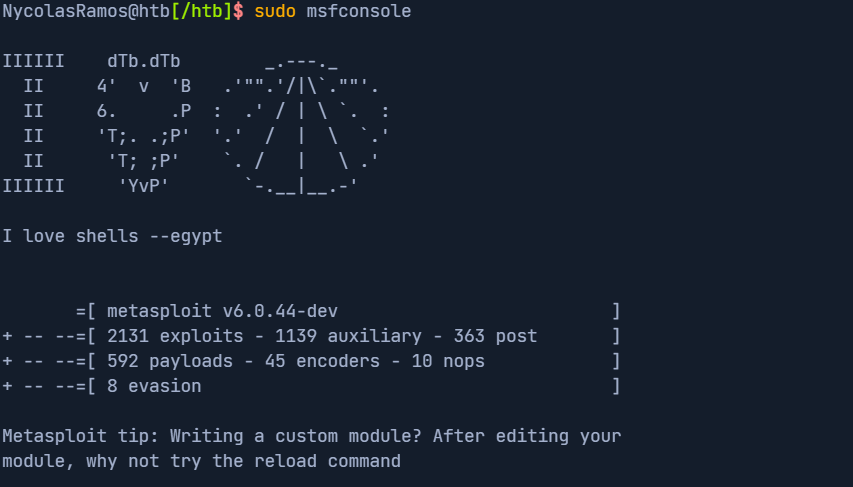 NycolasRamos@htb[/htb]$ sudo msfconsole
IIIIII    dTb.dTb        _.---._
  II     4'  v  'B   .'"".'/|\`.""'.
  II     6.     .P  :  .' / | \ `.  :
  II     'T;. .;P'  '.'  /  |  \  `.'
  II      'T; ;P'    `. /   |   \ .'
IIIIII     'YvP'       `-.__|__.-'
I love shells --egypt
       =[ metasploit v6.0.44-dev                          ]
+ -- --=[ 2131 exploits - 1139 auxiliary - 363 post       ]
+ -- --=[ 592 payloads - 45 encoders - 10 nops            ]
+ -- --=[ 8 evasion                                       ]
Metasploit tip: Writing a custom module? After editing your
module, why not try the reload command